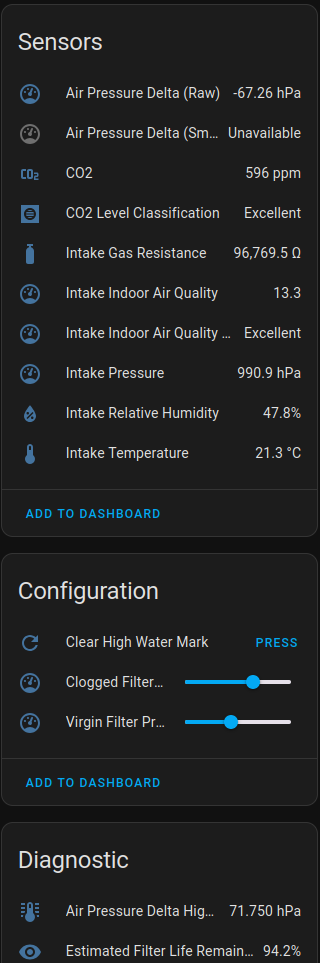 Sensors
Air Pressure Delta (Raw) -67.26 hPa
Air Pressure Delta (Sm... Unavailable
CO2 596 ppm
CO2 Level Classification Excellent
Intake Gas Resistance 96,769.5 Ω
Intake Indoor Air Quality 13.3
Intake Indoor Air Quality ... Excellent
Intake Pressure 990.9 hPa
Intake Relative Humidity 47.8%
Intake Temperature 21.3 °C
ADD TO DASHBOARD
Configuration
Clear High Water Mark PRESS
Clogged Filter...
Virgin Filter Pr...
ADD TO DASHBOARD
Diagnostic
Air Pressure Delta Hig... 71.750 hPa
Estimated Filter Life Remain... 94.2%